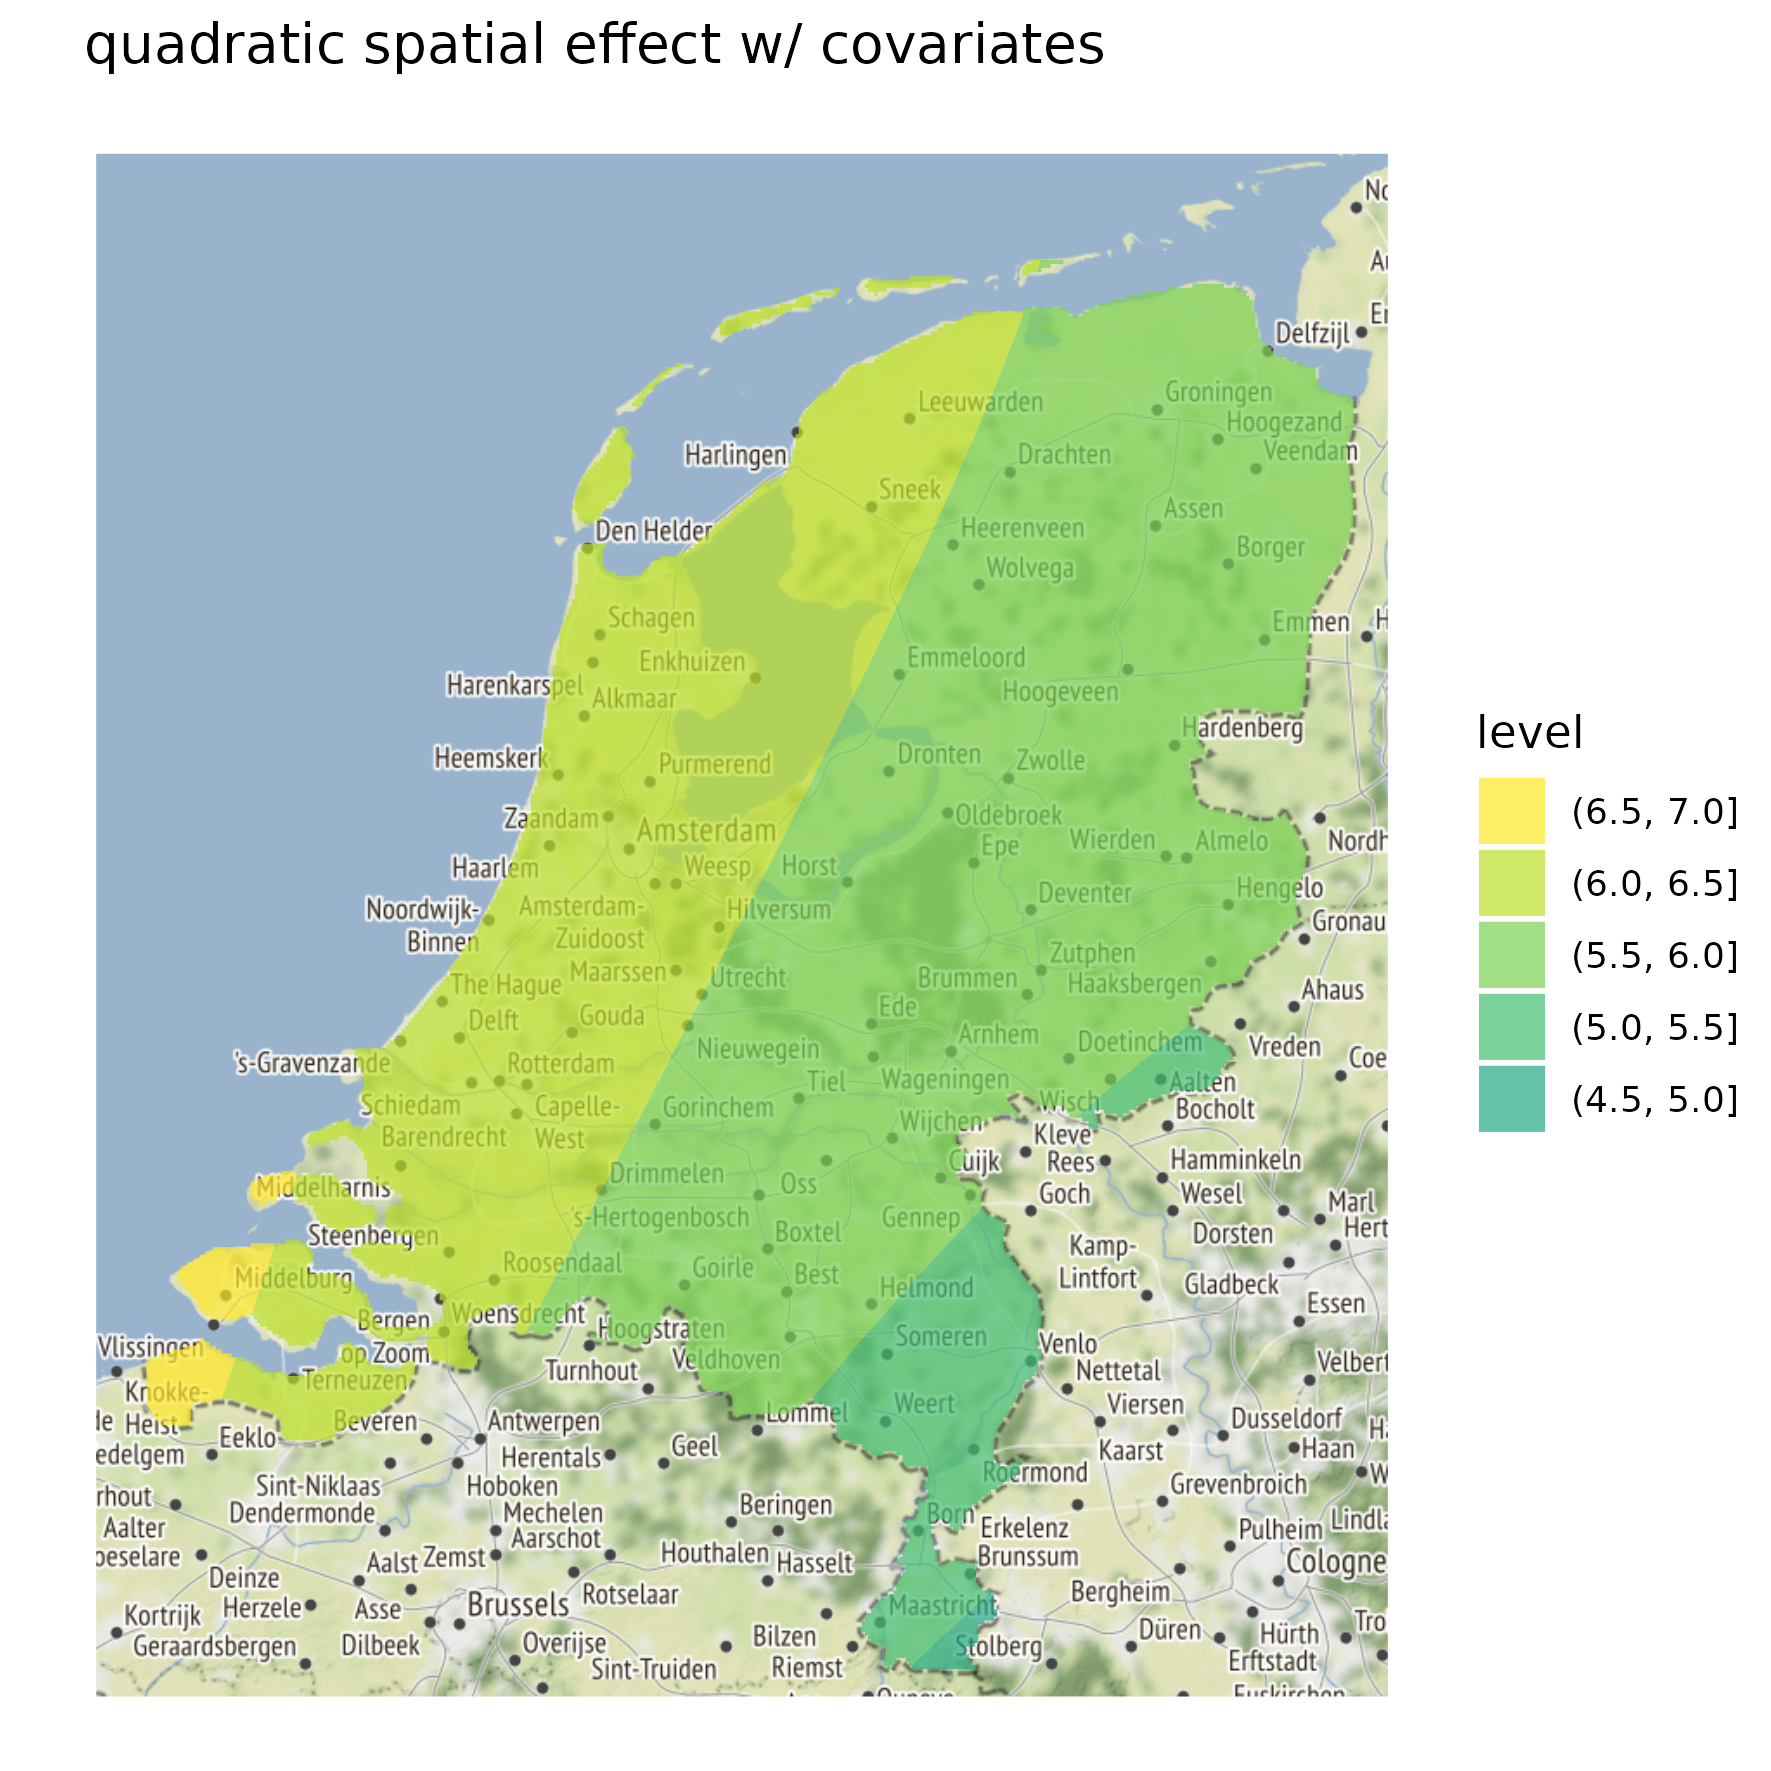 quadratic spatial effect w/ covariates
Delfzijl
Leeuwarden
Groningen
Hoogezand
Harlingen
Drachten
Veendam
Sneek
Assen
Den Helder
Heerenveen
Borger
Wolvega
Schagen
Emmen
Enkhuizen
Emmeloord
Harenkarspel
Alkmaar
Hoogeveen
Hardenberg
level
Heemskerk
Purmerend
Dronten
Zwolle
(6.5, 7.0]
Zaandam
Amsterdam
Oldebroek
Wierden
Almelo
Epe
Haarlem
Weesp
Horst
(6.0, 6.5]
Deventer
Hengelo
Noordwijk-
Binnen
Amsterdam-
Zuidoost
Hilversum
Gronau
(5.5, 6.0]
Maarssen
Utrecht
Brummen
Zutphen
Haaksbergen
The Hague
Ahaus
Delft
Gouda
Ede
Arnhem
(5.0, 5.5]
's-Gravenzande
Rotterdam
Nieuwegein
Doetinchem
Vreden
Tiel
Wageningen
Aalten
Schiedam
Capelle-
West
Gorinchem
Wisch
Bocholt
(4.5, 5.0]
Barendrecht
Wijchen
Kleve
Cuijk
Rees
Hamminkeln
Drimmelen
Oss
Middelharnis
Goch
Wesel
Marl
's-Hertogenbosch
Gennep
Steenbergen
Boxtel
Kamp-
Lintfort
Dorsten
Roosendaal
Goirle
Best
Middelburg
Helmond
Gladbeck
Bergen
op Zoom
Woensdrecht
Hoogstraten
Essen
Vlissingen
Someren
Venlo
Veldhoven
Turnhout
Nettetal
Terneuzen
Knokke-
Heist
Weert
Viersen
Beveren
Antwerpen
Lommel
Dusseldorf
Eeklo
Herentals
Geel
Kaarst
Haan
Roermond
Sint-Niklaas
Hoboken
Grevenbroich
Dendermonde
Mechelen
Beringen
Born
Aalter
Aarschot
Erkelenz
Pulheim
Aalst
Zemst
Houthalen
Hasselt
Brunssum
Cologne
Deinze
Rotselaar
Bergheim
Kortrijk
Herzele
Asse
Brussels
Maastricht
Geraardsbergen
Dilbeek
Overijse
Bilzen
Stolberg
Düren
Hürth
Sint-Truiden
Riemst
Erftstadt